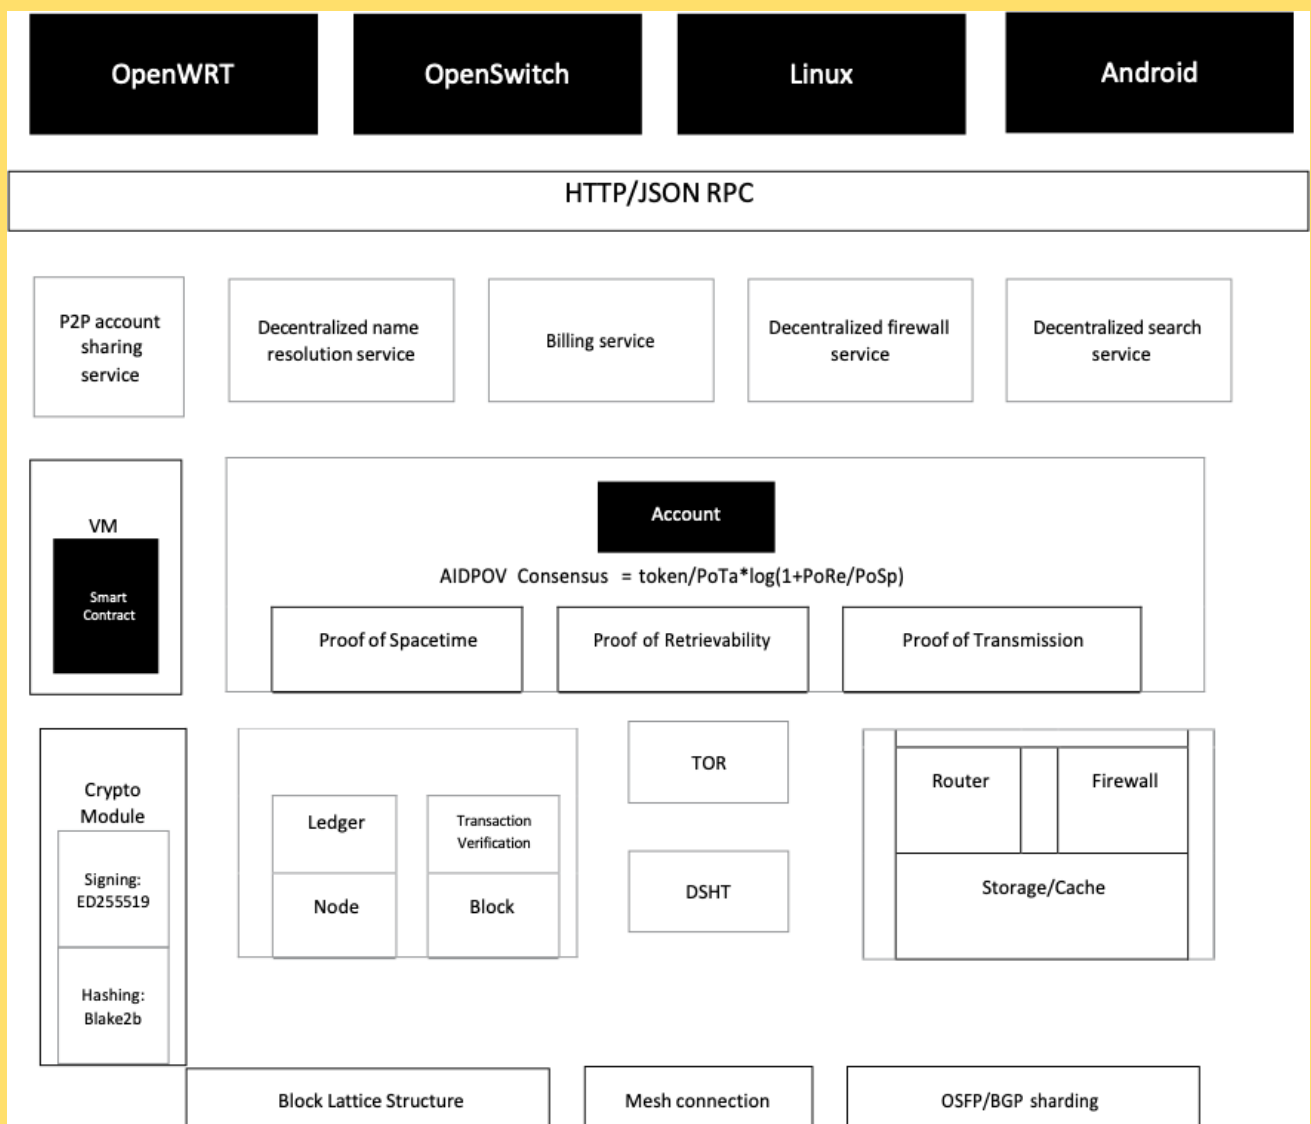 OpenWRT
OpenSwitch
Linux
Android
HTTP/JSON RPC
P2P account
sharing
service
Decentralized name
resolution service
Billing service
Decentralized firewall
service
Decentralized search
service
VM
Smart
Contract
Account
AIDPOV Consensus = token/PoTa*log(1+PoRe/PoSp)
Proof of Spacetime
Proof of Retrievability
Proof of Transmission
Crypto
Module
Signing:
ED255519
Hashing:
Blake2b
Ledger
Transaction
Verification
Node
Block
TOR
DSHT
Router
Firewall
Storage/Cache
Block Lattice Structure
Mesh connection
OSFP/BGP sharding